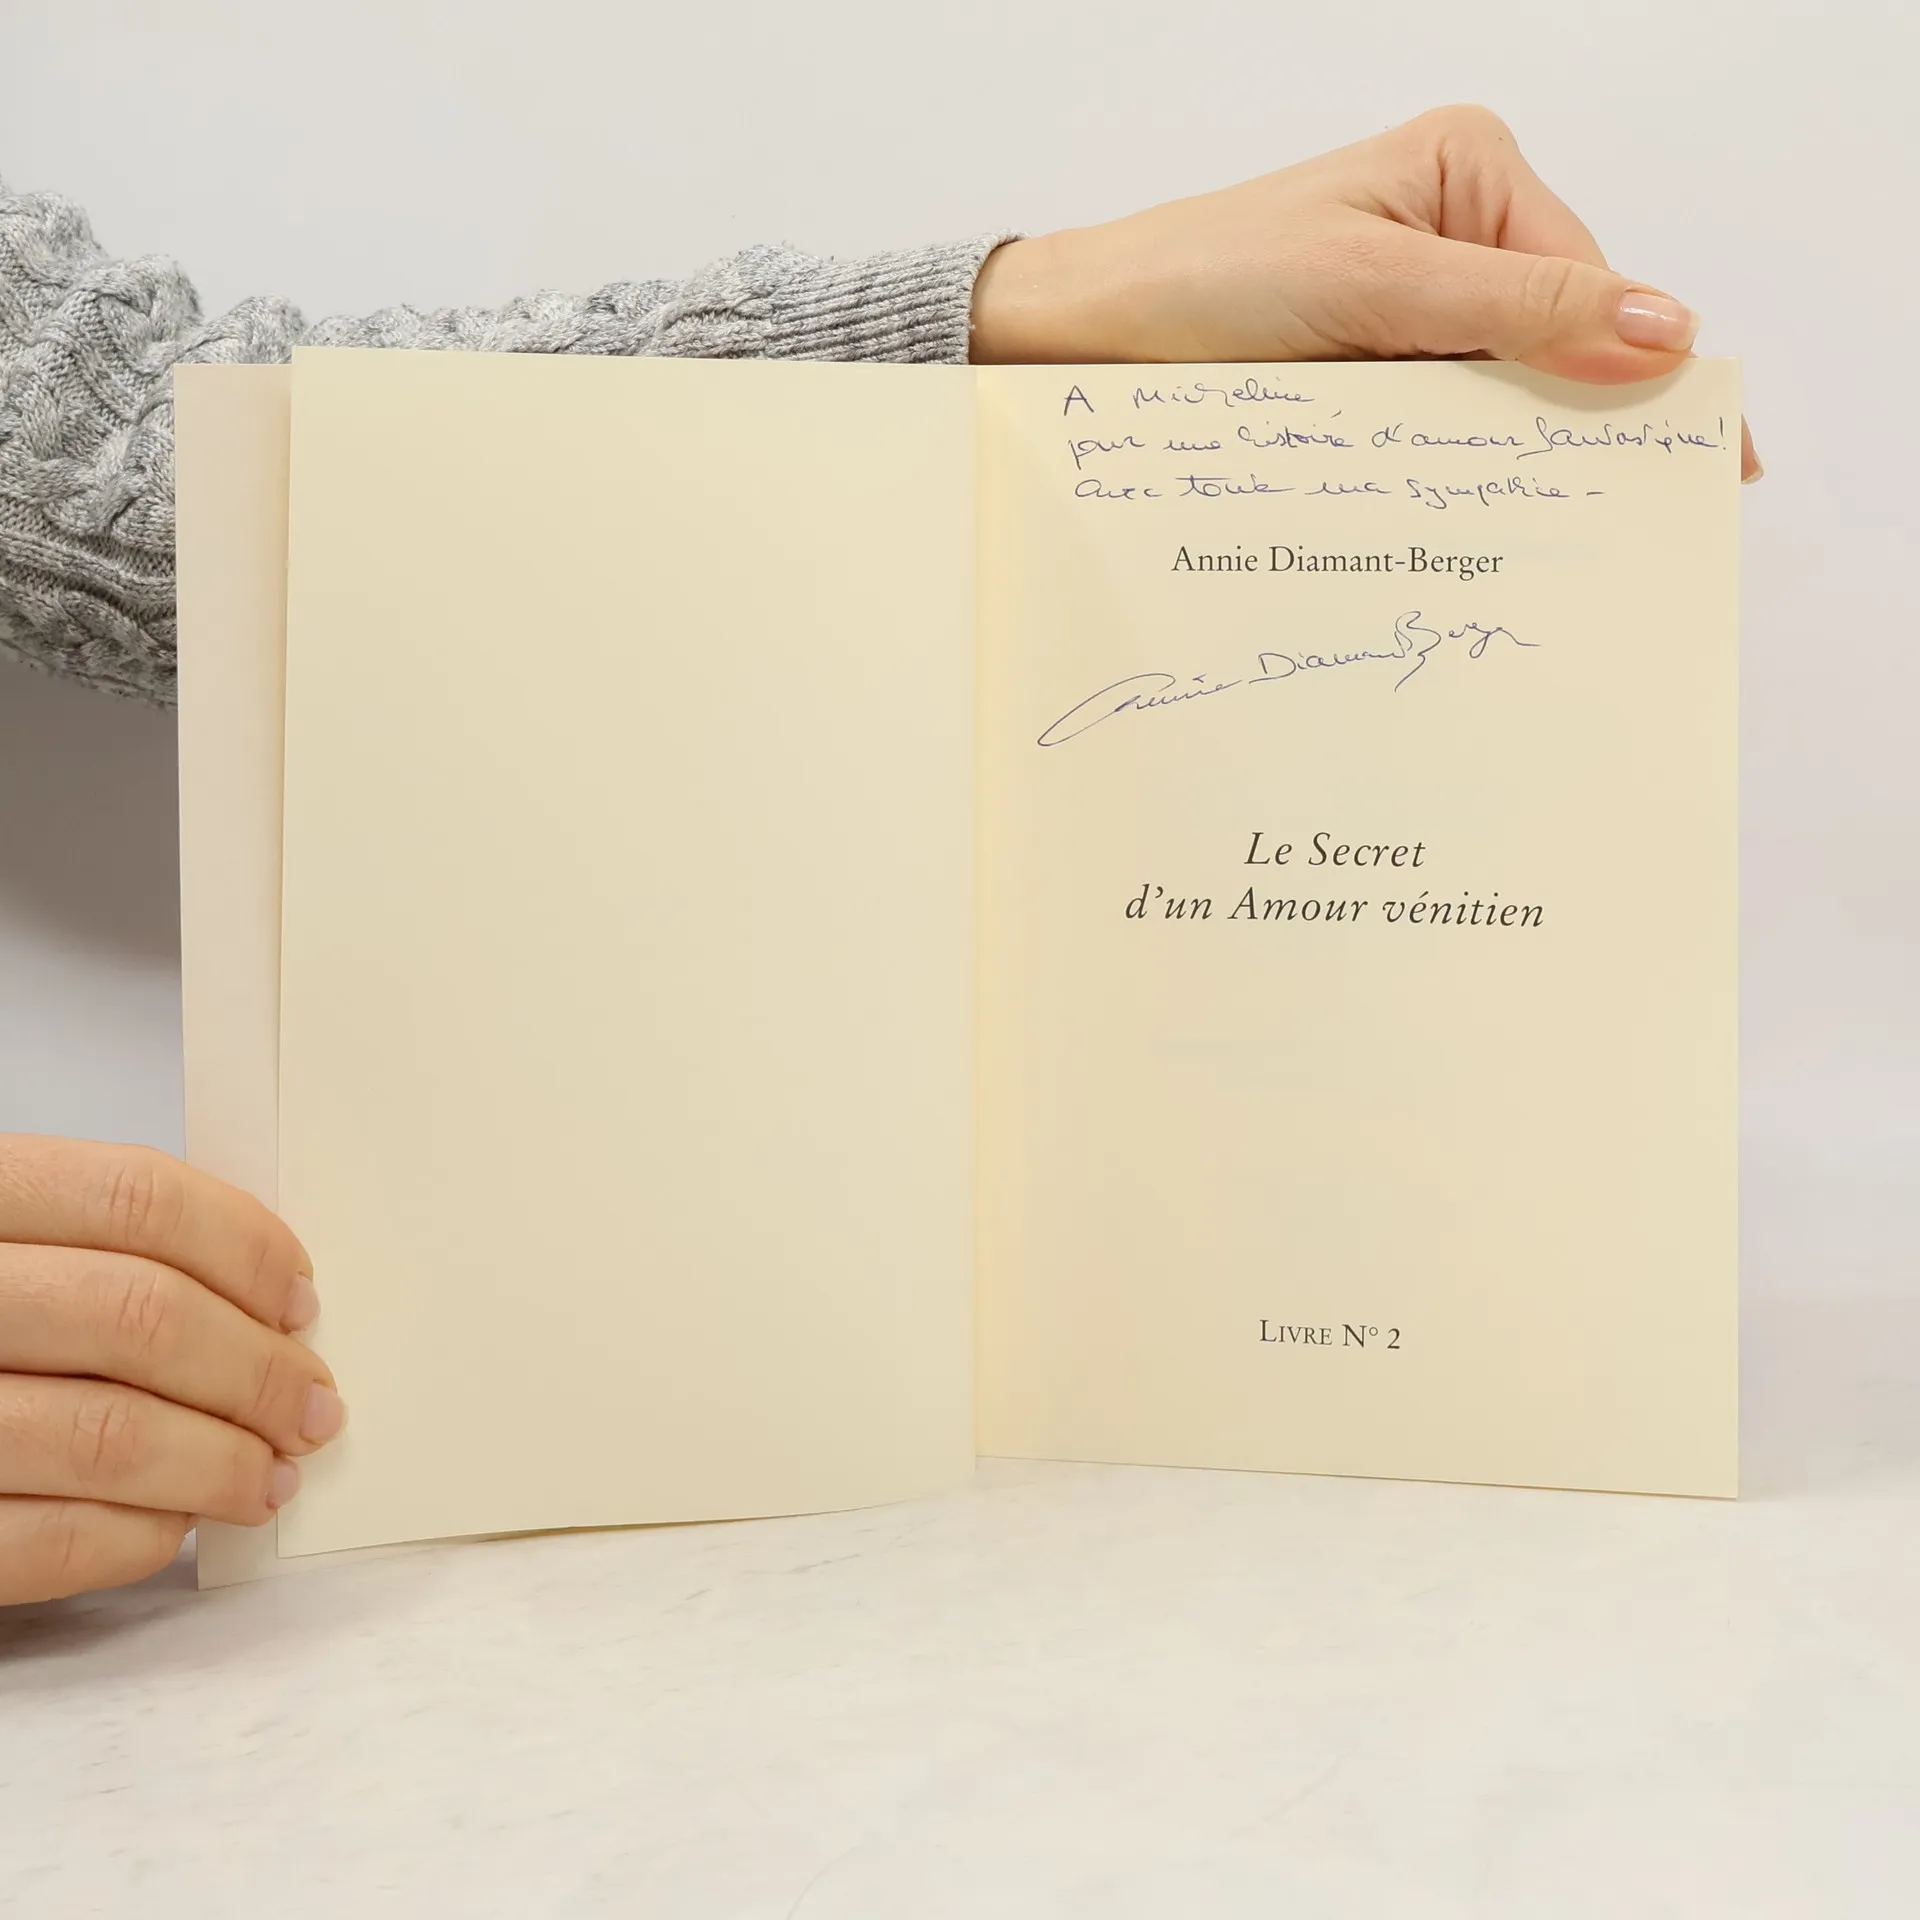 A Micheline,
pour une histoire d'amour fantastique!
Avec toute ma sympathie -
Annie Diamant-Berger
Annie Diamant Berger
Le Secret
d'un Amour vénitien
LIVRE N° 2